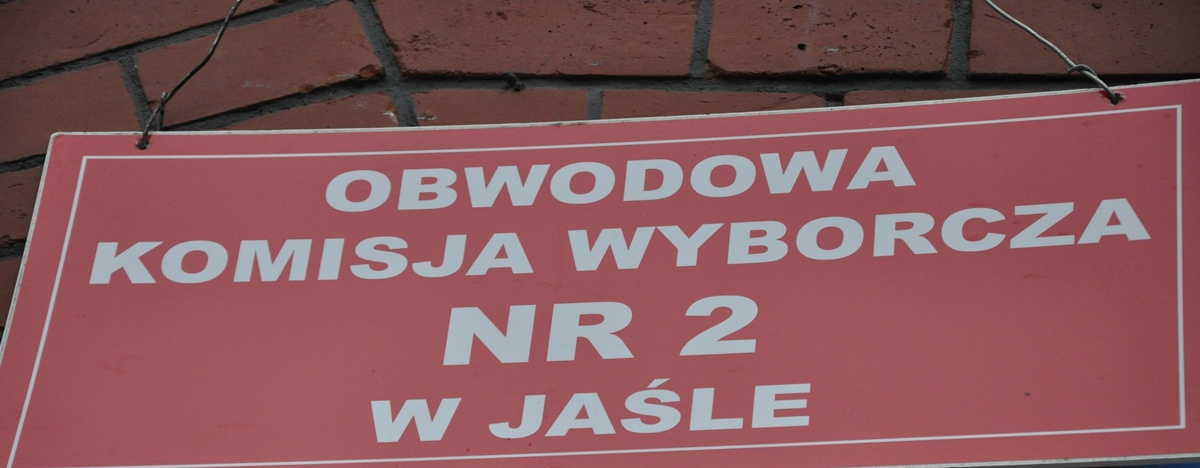 OBWODOWA
KOMISJA WYBORCZA
NR 2
W JAŚLE